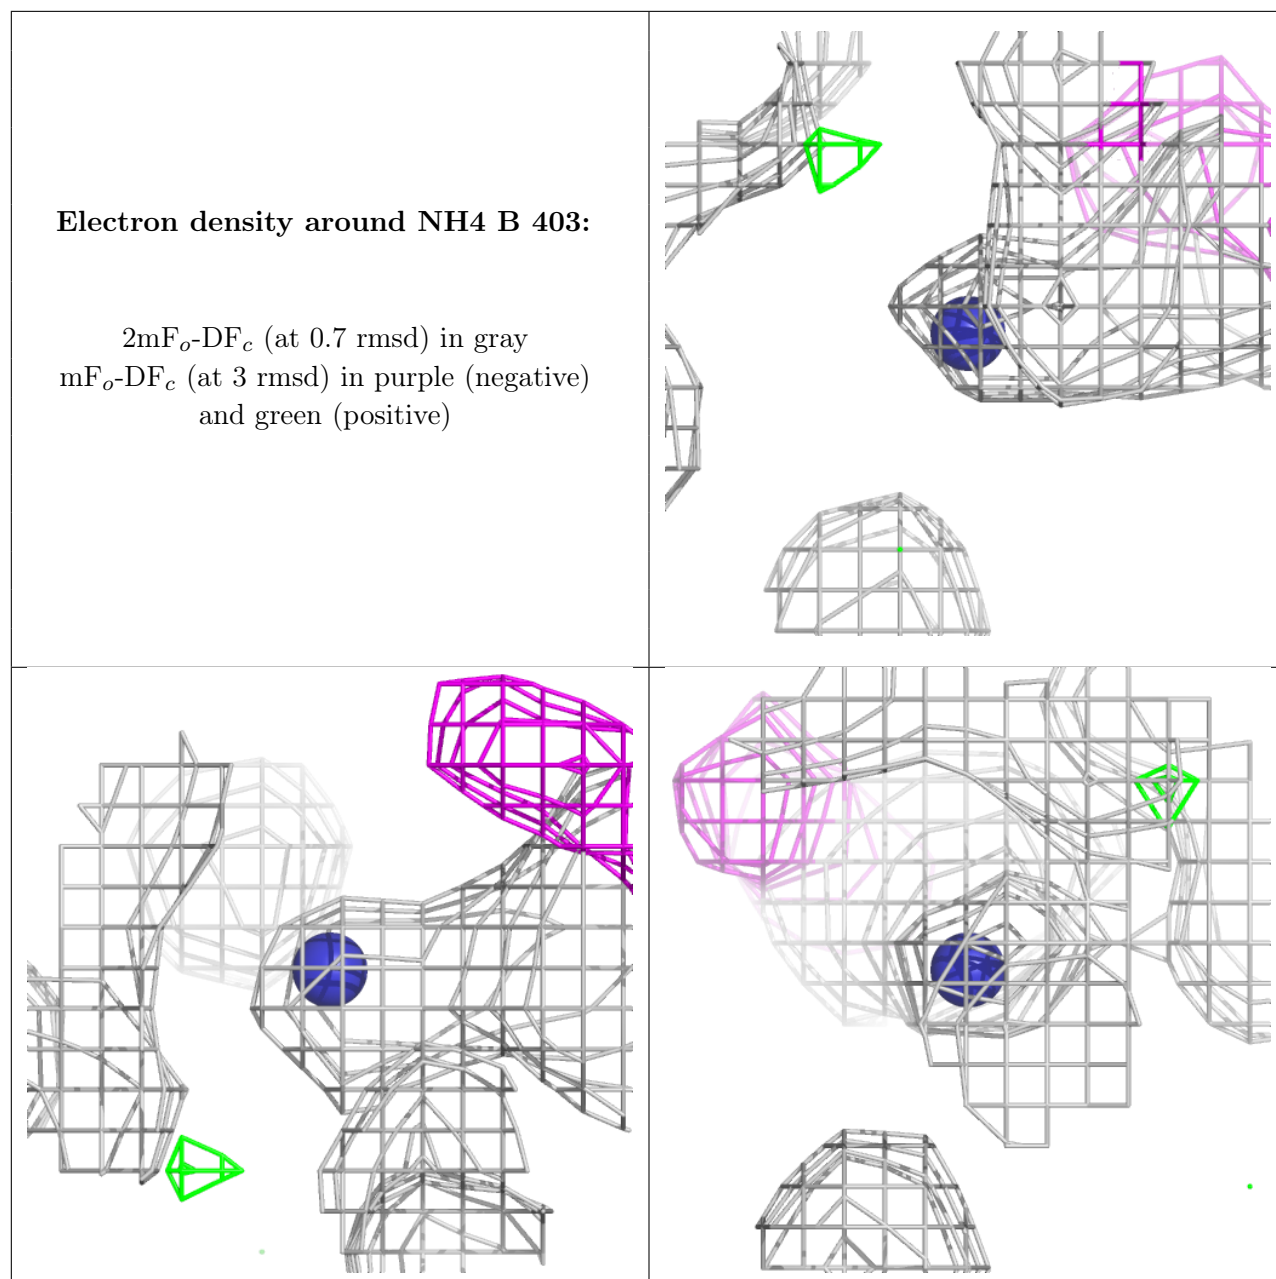 Electron density around NH4 B 403:
2mFo-DFc (at 0.7 rmsd) in gray
mFo-DFc (at 3 rmsd) in purple (negative)
and green (positive)